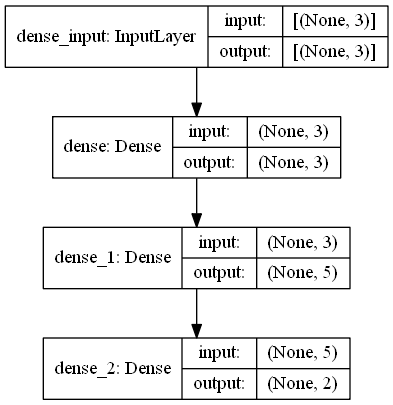 dense_input: InputLayer input: [(None, 3)]
output: [(None, 3)]
dense: Dense input: (None, 3)
output: (None, 3)
dense_1: Dense input: (None, 3)
output: (None, 5)
dense_2: Dense input: (None, 5)
output: (None, 2)